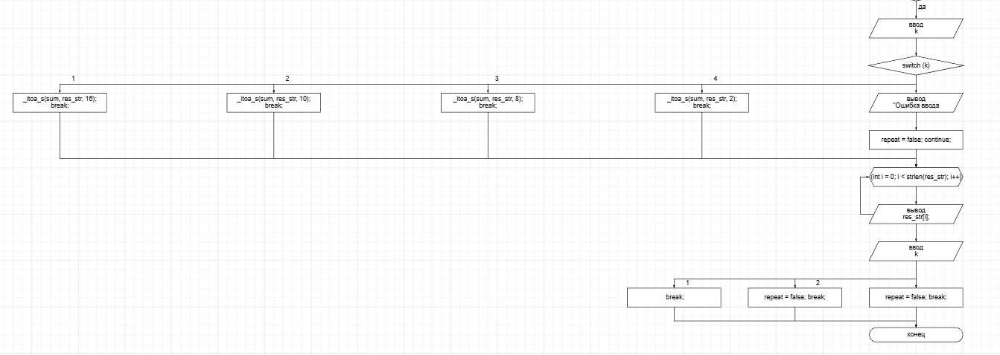 да
ввод
k
switch (k)
1
2
3
4
_itoa_s(sum, res_str, 16);
break;
_itoa_s(sum, res_str, 10);
break;
_itoa_s(sum, res_str, 8);
break;
_itoa_s(sum, res_str, 2);
break;
вывод
"Ошибка ввода
repeat = false; continue;
(int i = 0; i < strlen(res_str); i++)
вывод
res_str[i];
ввод
k
1
2
break;
repeat = false; break;
repeat = false; break;
конец